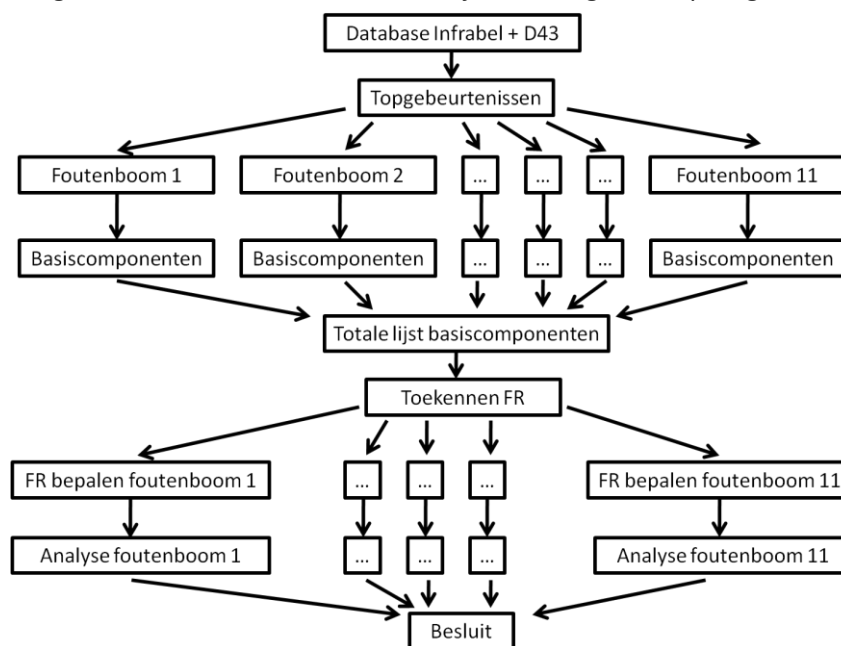 Database Infrabel + D43
Topgebeurtenissen
Foutenboom 1
Foutenboom 2
...
...
...
Foutenboom 11
Basiscomponenten
Basiscomponenten
...
...
...
Basiscomponenten
Totale lijst basiscomponenten
Toekennen FR
FR bepalen foutenboom 1
...
...
...
FR bepalen foutenboom 11
Analyse foutenboom 1
...
...
...
Analyse foutenboom 11
Besluit